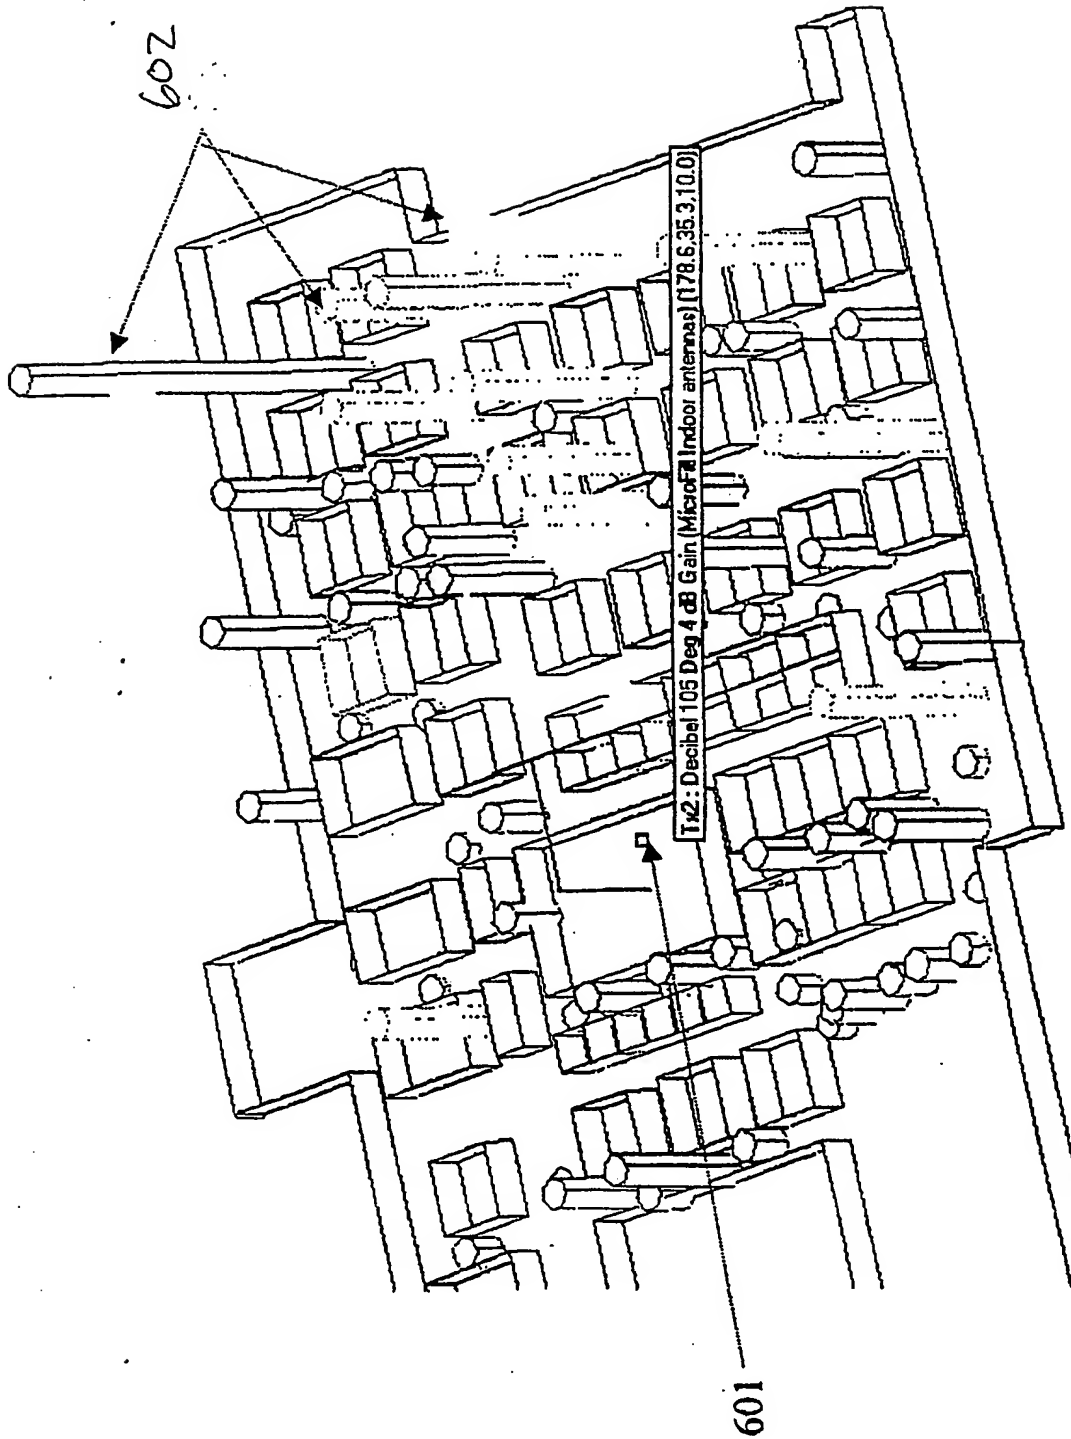 602
Tx2 : Decibel 105 Deg 4 dB Gain (MicroFill Indoor antennas) (178.6,35.3,10.0)
601